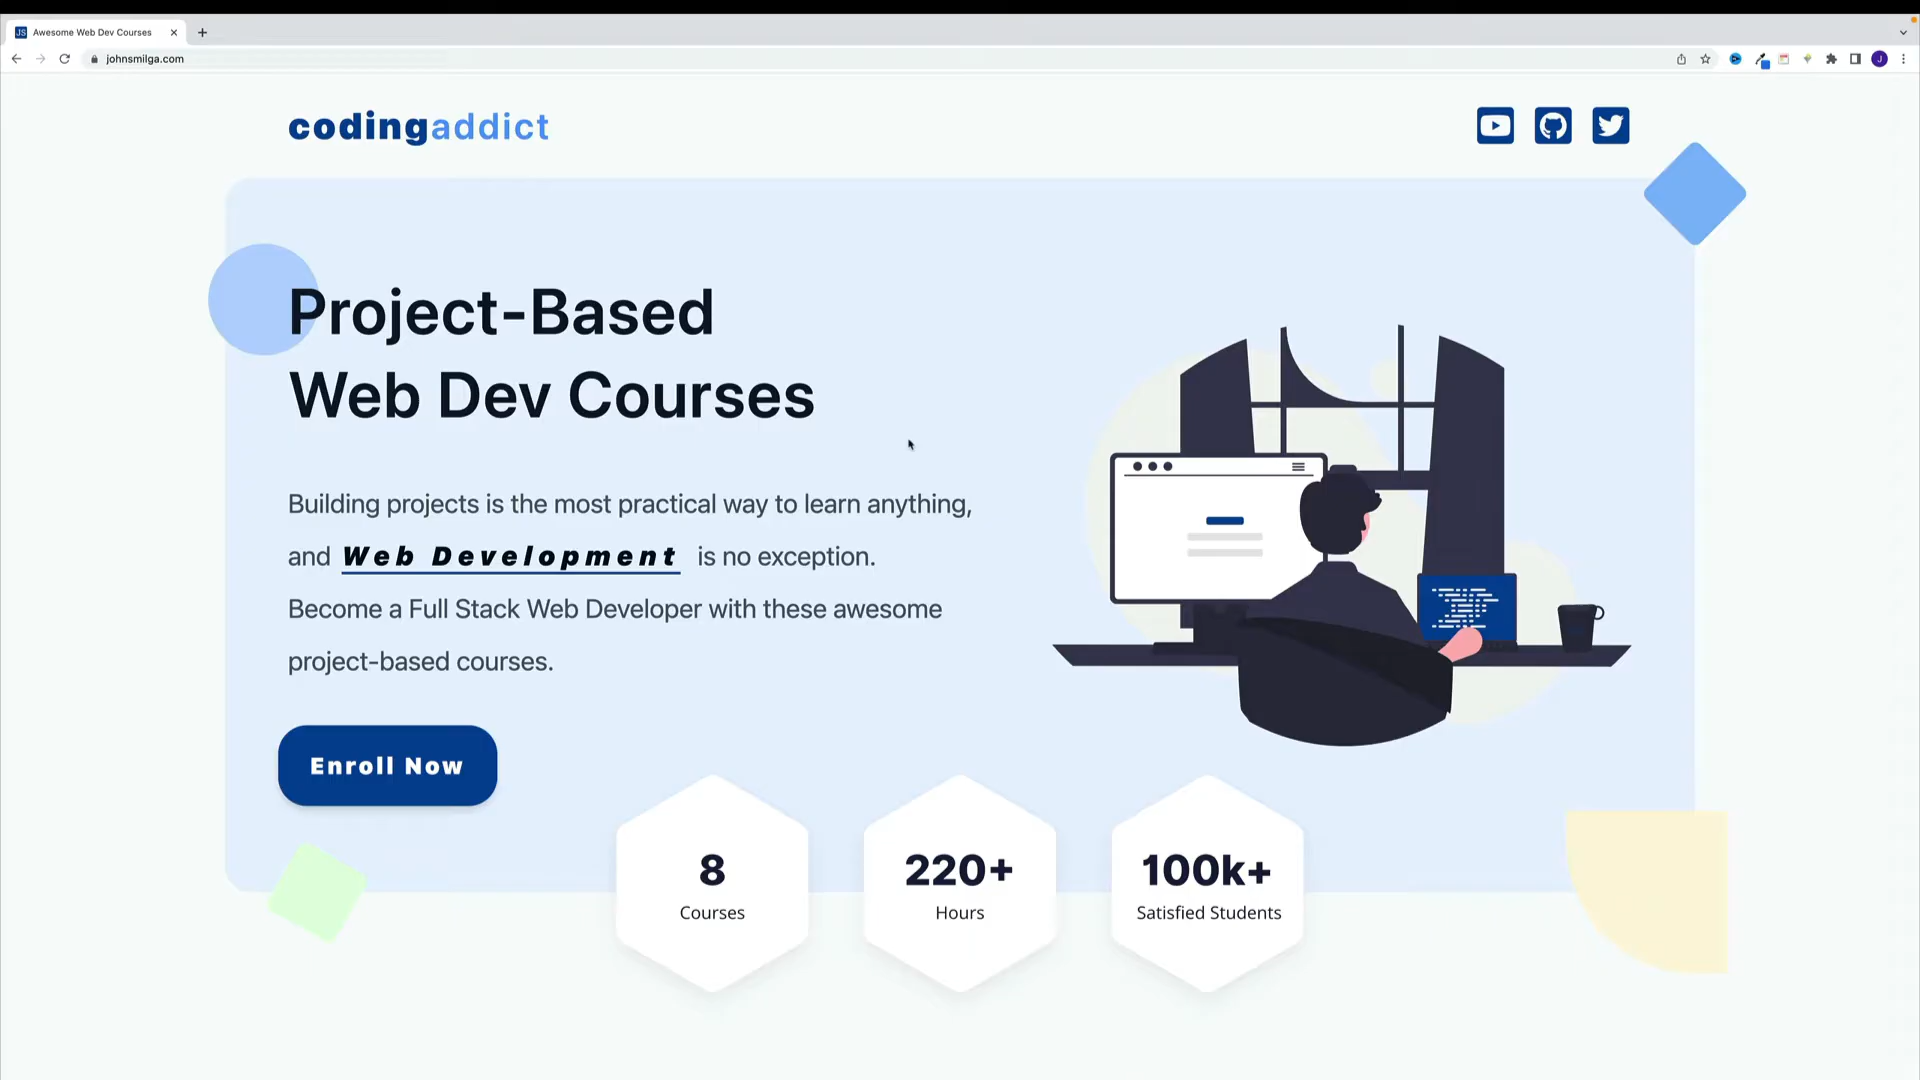 JS Awesome Web Dev Courses
johnsmilga.com
J
codingaddict
Project-Based
Web Dev Courses
Building projects is the most practical way to learn anything,
and Web Development is no exception.
Become a Full Stack Web Developer with these awesome
project-based courses.
Enroll Now
8
Courses
220+
Hours
100k+
Satisfied Students